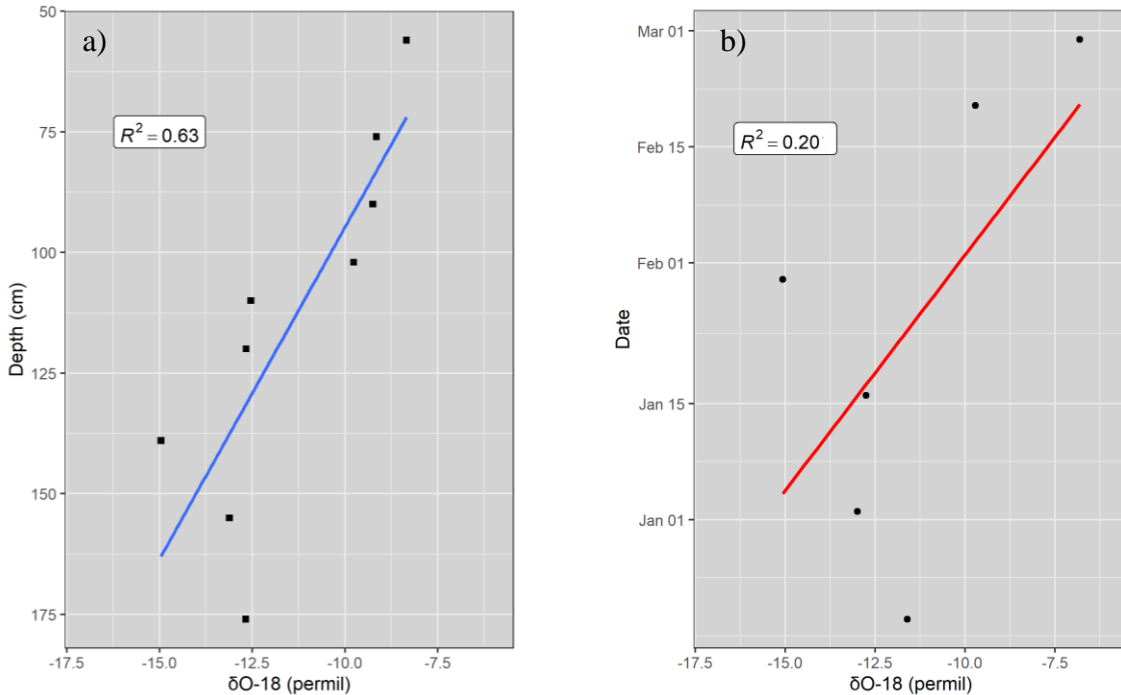 a)
R² = 0.63
50
75
100
125
150
175
Depth (cm)
-17.5 -15.0 -12.5 -10.0 -7.5
δO-18 (permil)
b)
R² = 0.20
Mar 01
Feb 15
Feb 01
Jan 15
Jan 01
Date
-17.5 -15.0 -12.5 -10.0 -7.5
δO-18 (permil)